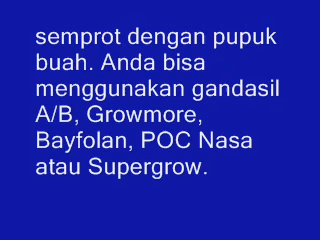 semprot dengan pupuk
buah. Anda bisa
menggunakan gandasil
A/B, Growmore,
Bayfolan, POC Nasa
atau Supergrow.